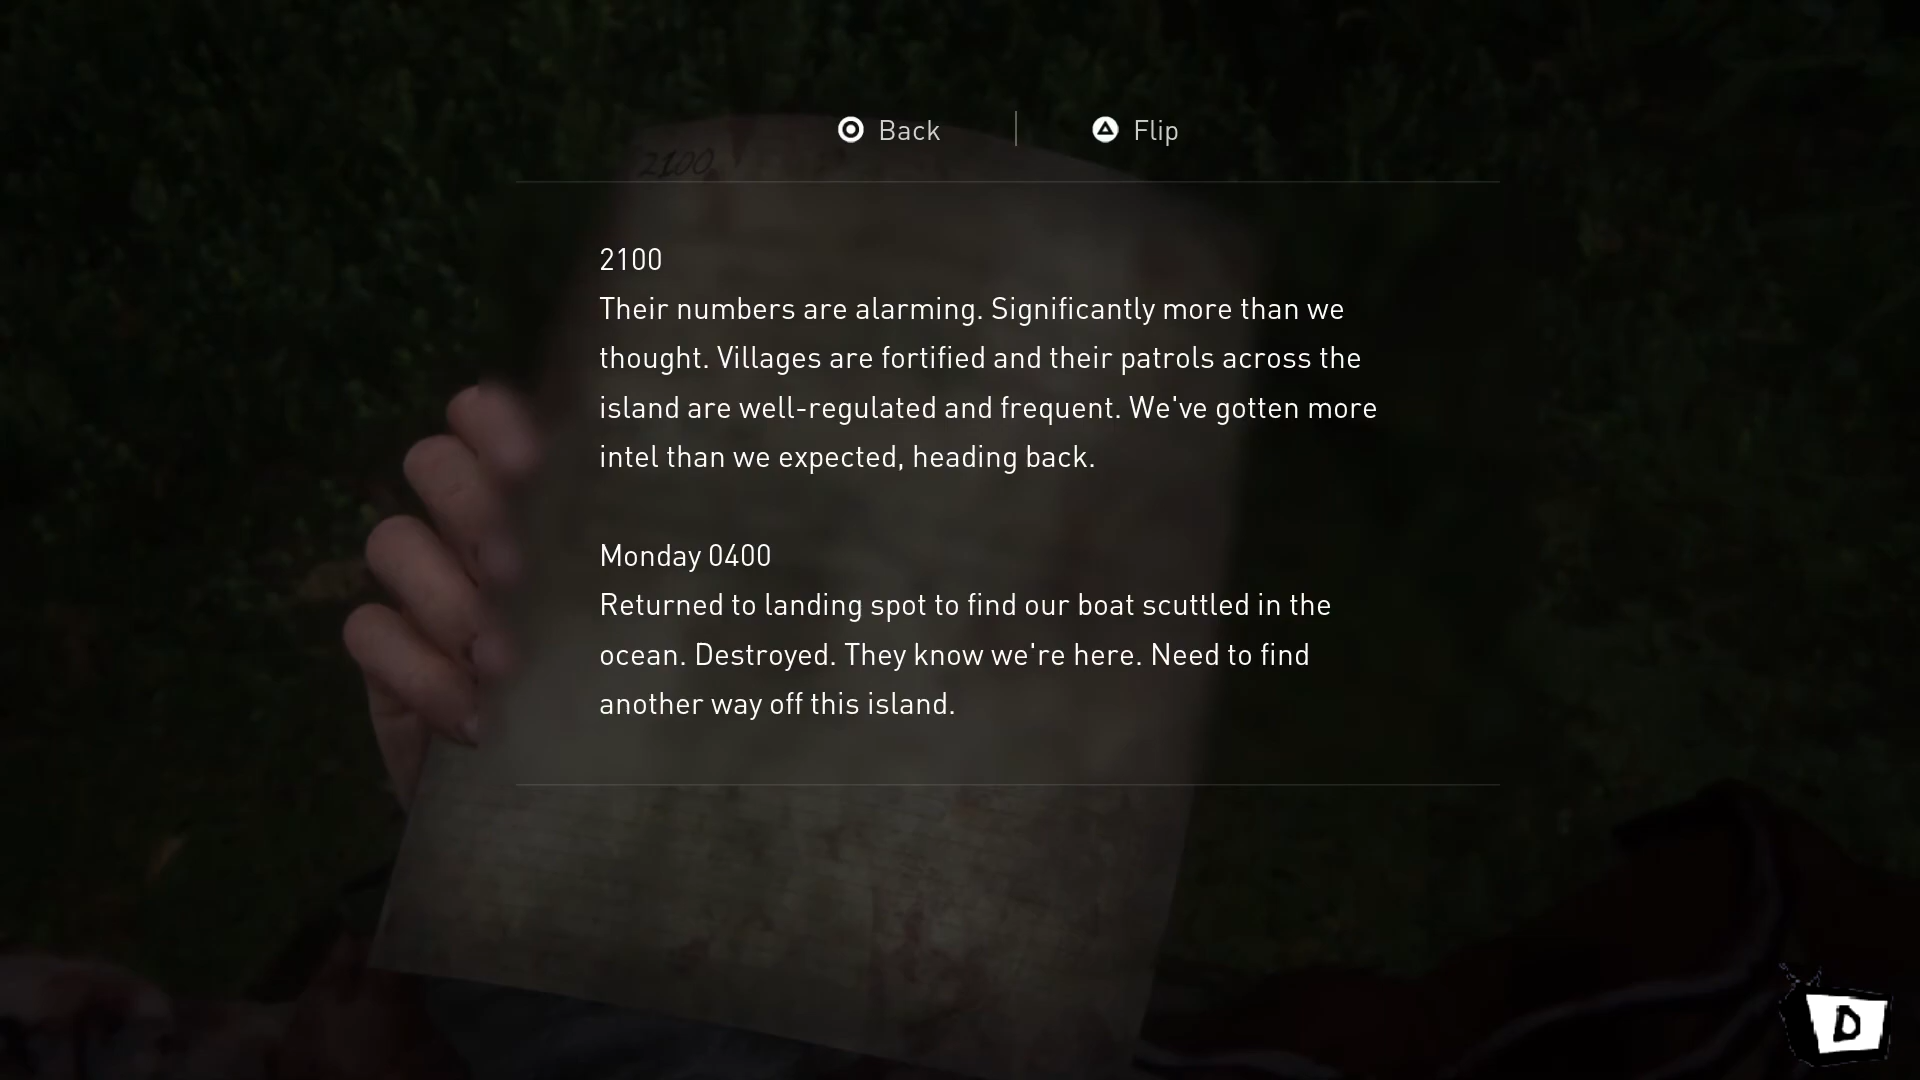 Back
Flip
2100
2100
Their numbers are alarming. Significantly more than we
thought. Villages are fortified and their patrols across the
island are well-regulated and frequent. We've gotten more
intel than we expected, heading back.
Monday 0400
Returned to landing spot to find our boat scuttled in the
ocean. Destroyed. They know we're here. Need to find
another way off this island.
D